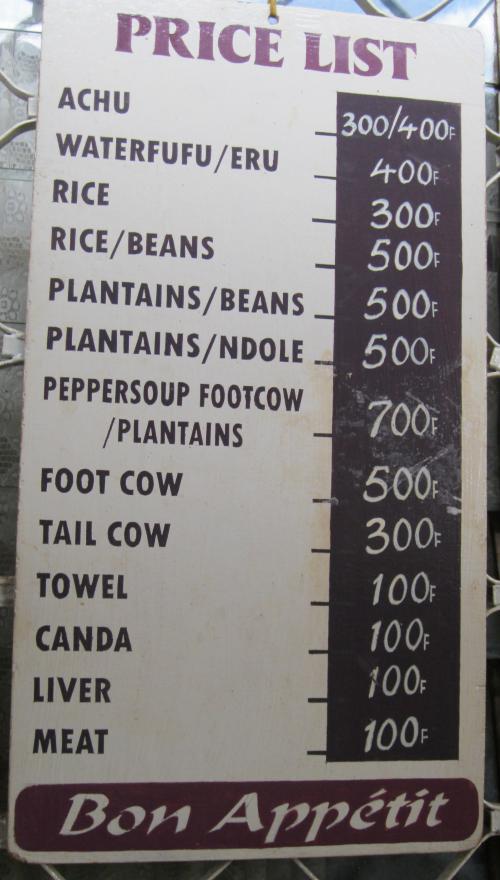 PRICE LIST
ACHU 300/400F
WATERFUFU/ERU 400F
RICE 300F
RICE/BEANS 500F
PLANTAINS/BEANS 500F
PLANTAINS/NDOLE 500F
PEPPERSOUP FOOTCOW
/PLANTAINS 700F
FOOT COW 500F
TAIL COW 300F
TOWEL 100F
CANDA 100F
LIVER 100F
MEAT 100F
Bon Appétit